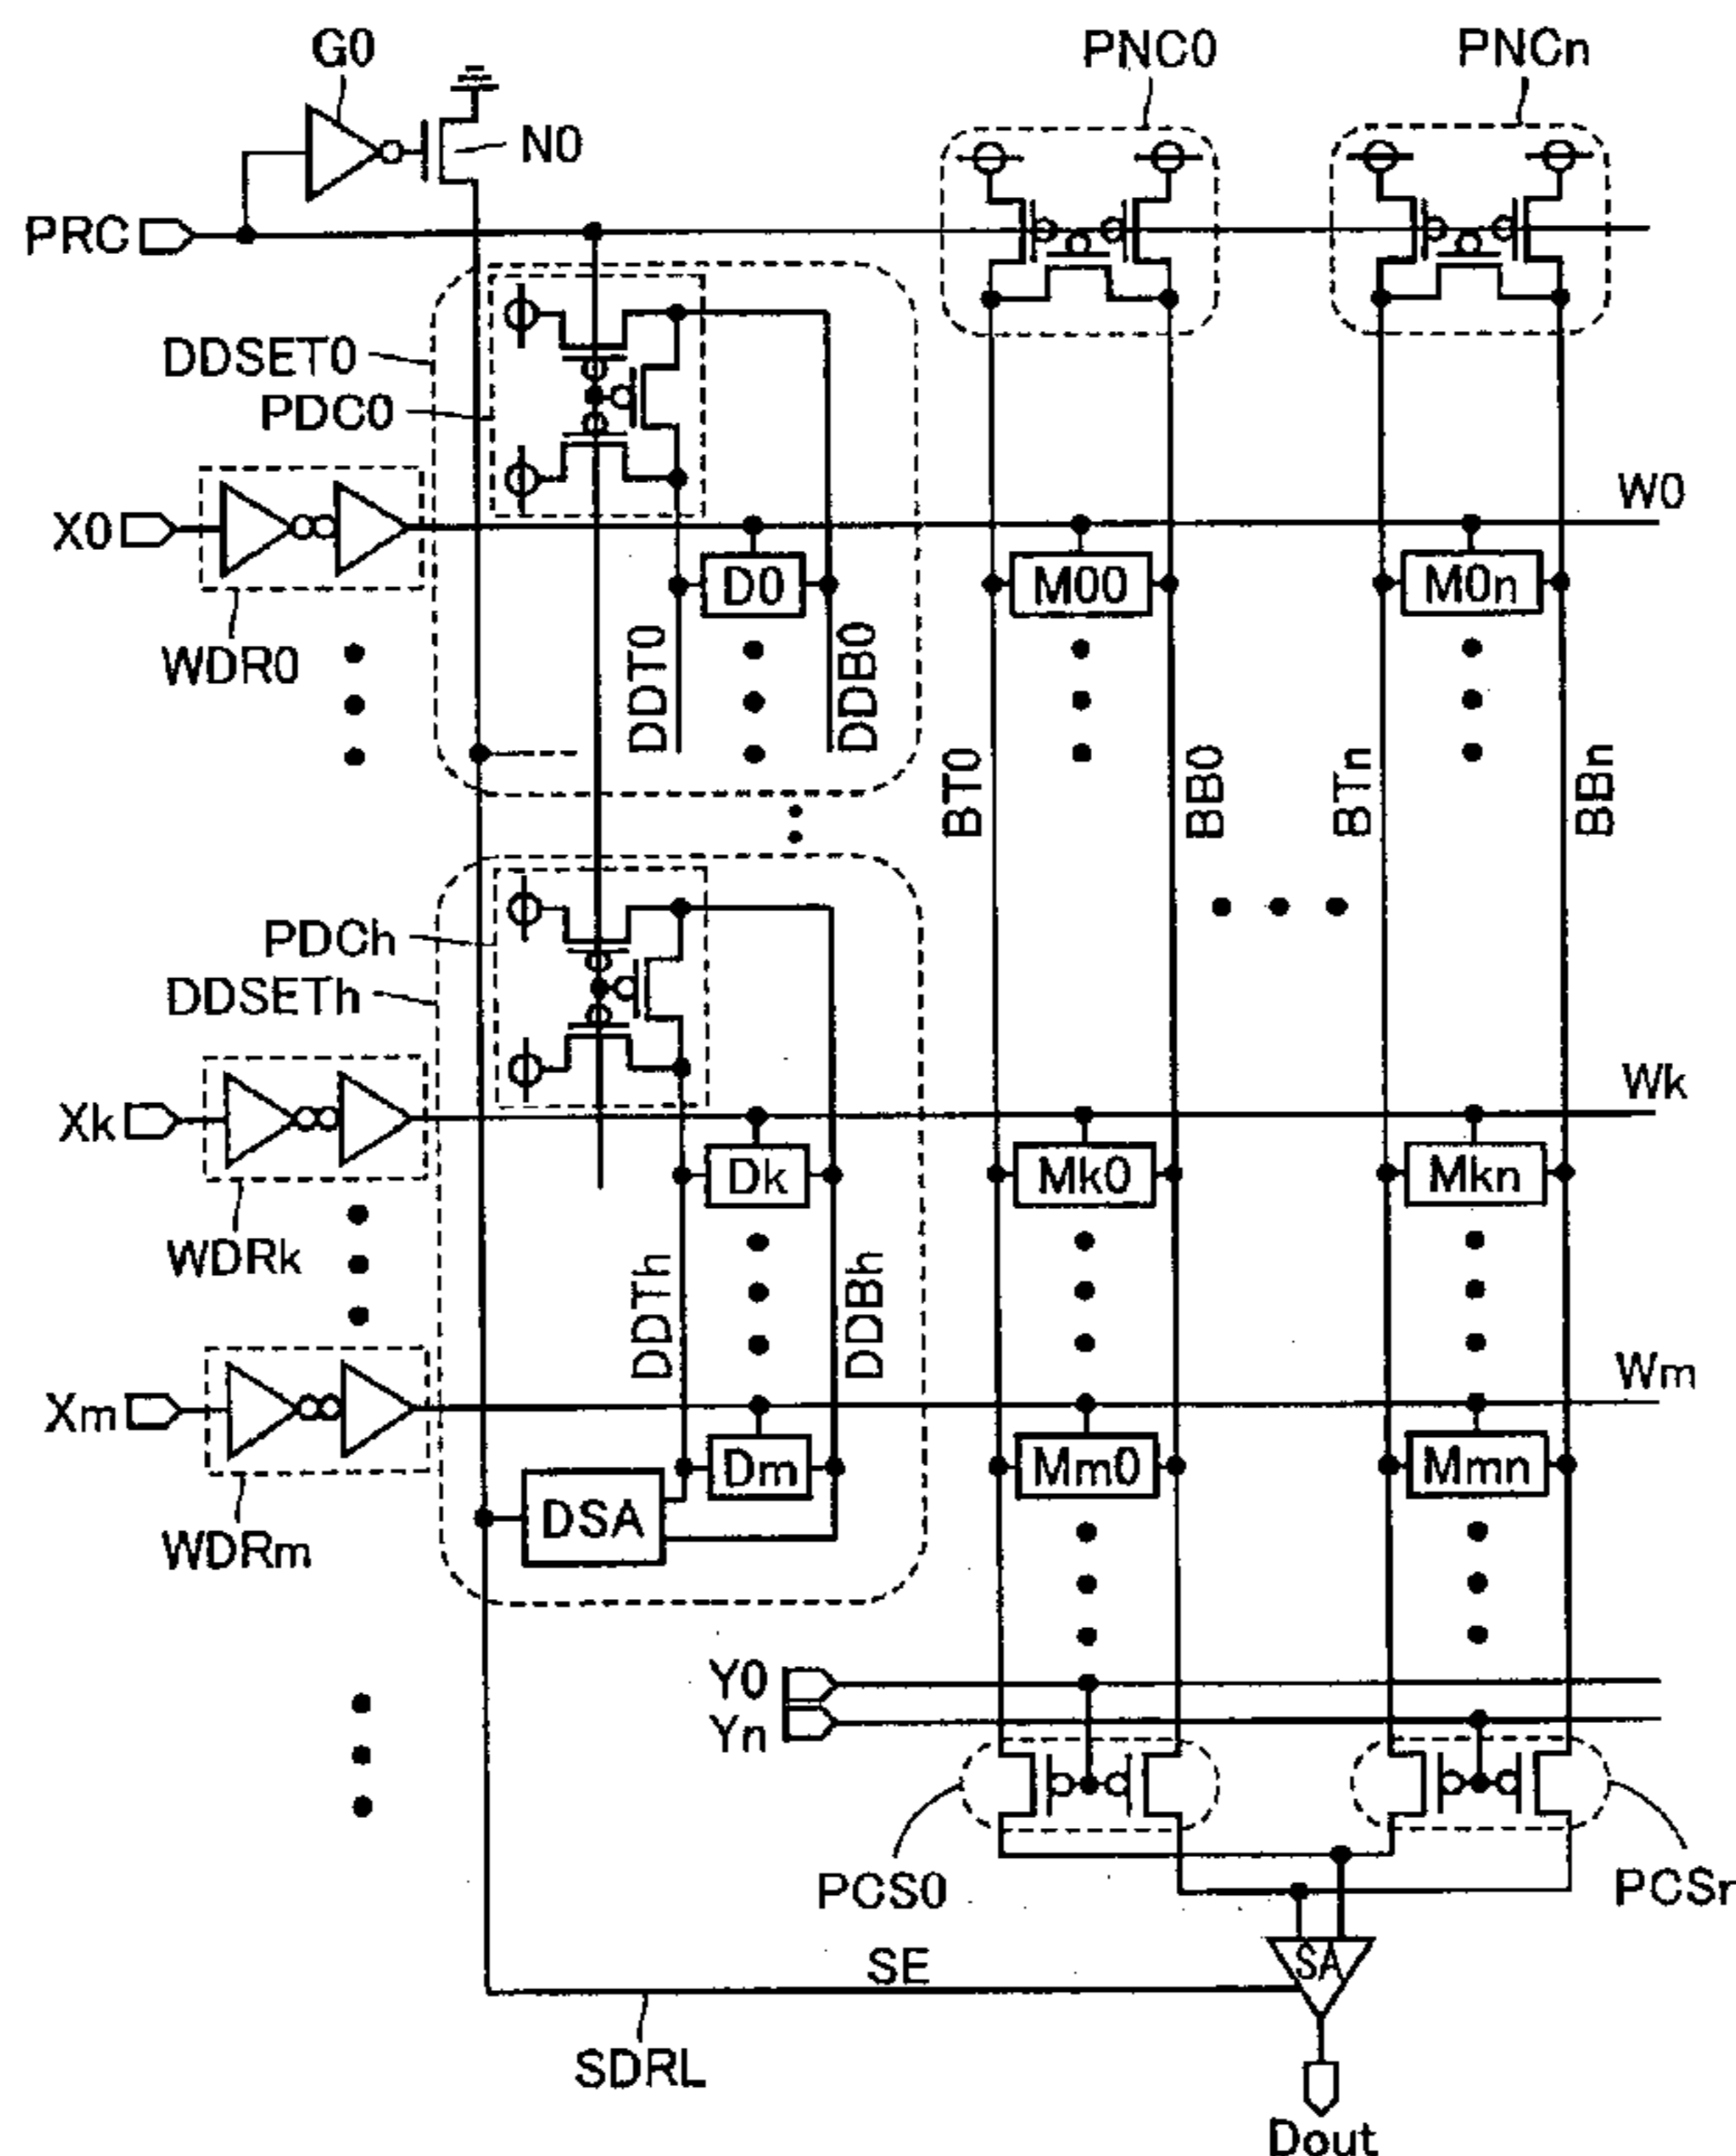 G0
PNC0
PNCn
N0
PRC
DDSET0
PDC0
W0
X0
D0
M00
M0n
WDR0
DDT0
DDB0
BT0
BB0
BTn
BBn
PDCh
DDSETh
Wk
Xk
Dk
Mk0
Mkn
WDRk
DDTh
DDBh
Wm
Xm
Dm
Mm0
Mmn
DSA
WDRm
Y0
Yn
PCS0
PCSr
SE
SA
SDRL
Dout